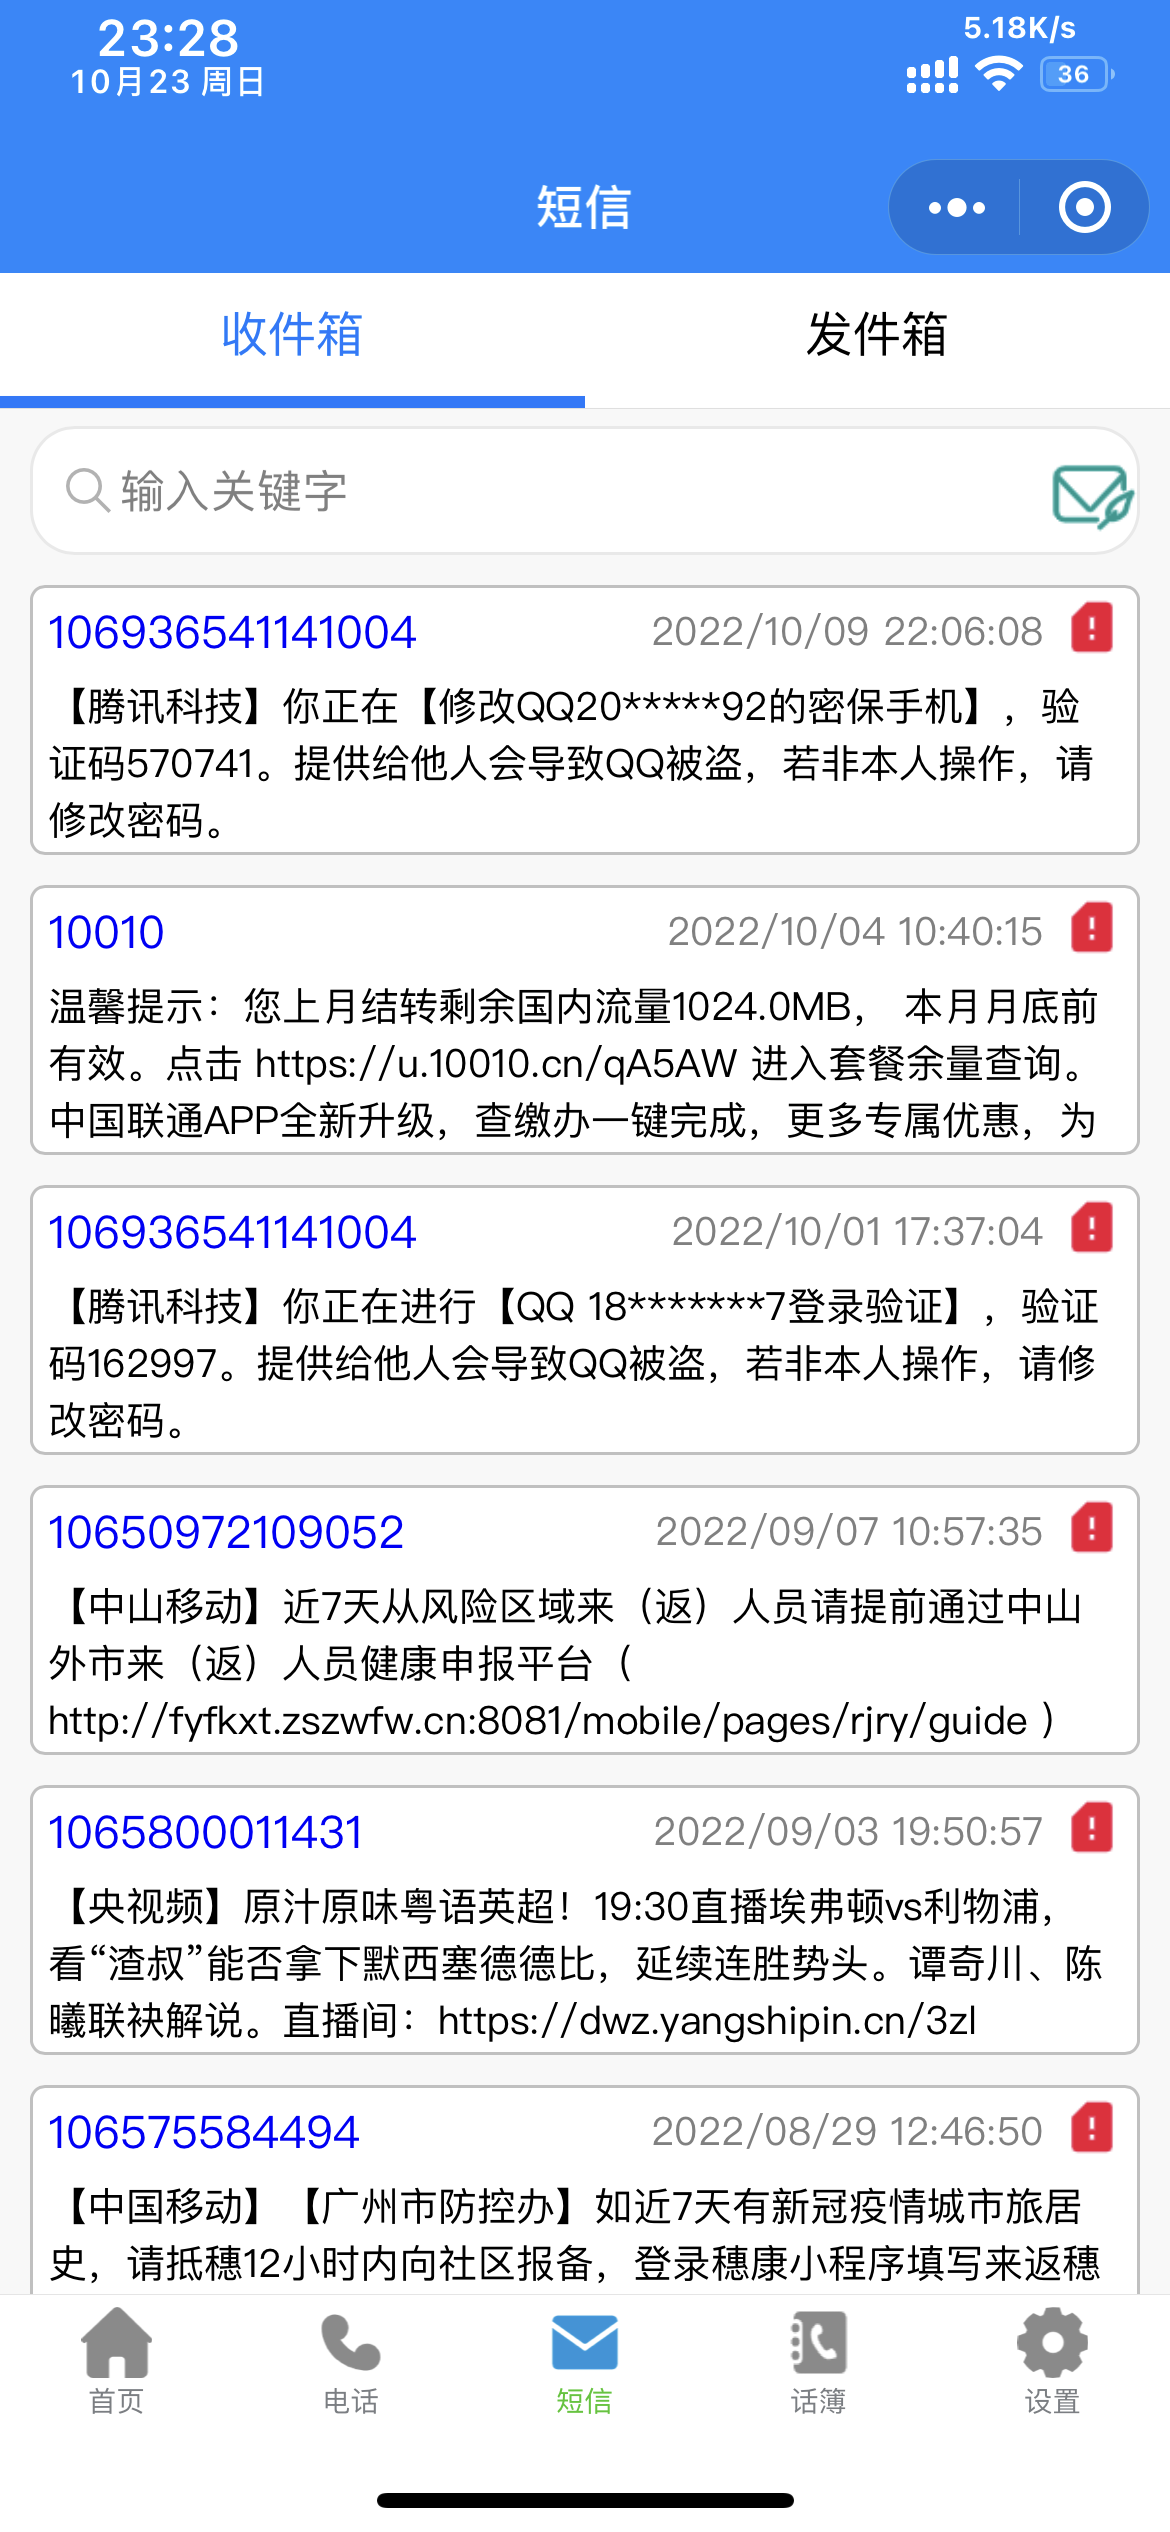 23:28
10月23 周日
5.18K/s
36
短信
收件箱
发件箱
输入关键字
106936541141004
2022/10/09 22:06:08
【腾讯科技】你正在【修改QQ20*****92的密保手机】，验
证码570741。提供给他人会导致QQ被盗，若非本人操作，请
修改密码。
10010
2022/10/04 10:40:15
温馨提示：您上月结转剩余国内流量1024.0MB， 本月月底前
有效。点击 https://u.10010.cn/qA5AW 进入套餐余量查询。
中国联通APP全新升级，查缴办一键完成，更多专属优惠，为
106936541141004
2022/10/01 17:37:04
【腾讯科技】你正在进行【QQ 18*******7登录验证】，验证
码162997。提供给他人会导致QQ被盗，若非本人操作，请修
改密码。
10650972109052
2022/09/07 10:57:35
【中山移动】近7天从风险区域来（返）人员请提前通过中山
外市来（返）人员健康申报平台（
http://fyfkxt.zszwfw.cn:8081/mobile/pages/rjry/guide ）
1065800011431
2022/09/03 19:50:57
【央视频】原汁原味粤语英超！19:30直播埃弗顿vs利物浦，
看“渣叔”能否拿下默西塞德德比，延续连胜势头。谭奇川、陈
曦联袂解说。直播间：https://dwz.yangshipin.cn/3zl
106575584494
2022/08/29 12:46:50
【中国移动】【广州市防控办】如近7天有新冠疫情城市旅居
史，请抵穗12小时内向社区报备，登录穗康小程序填写来返穗
首页
电话
短信
话簿
设置